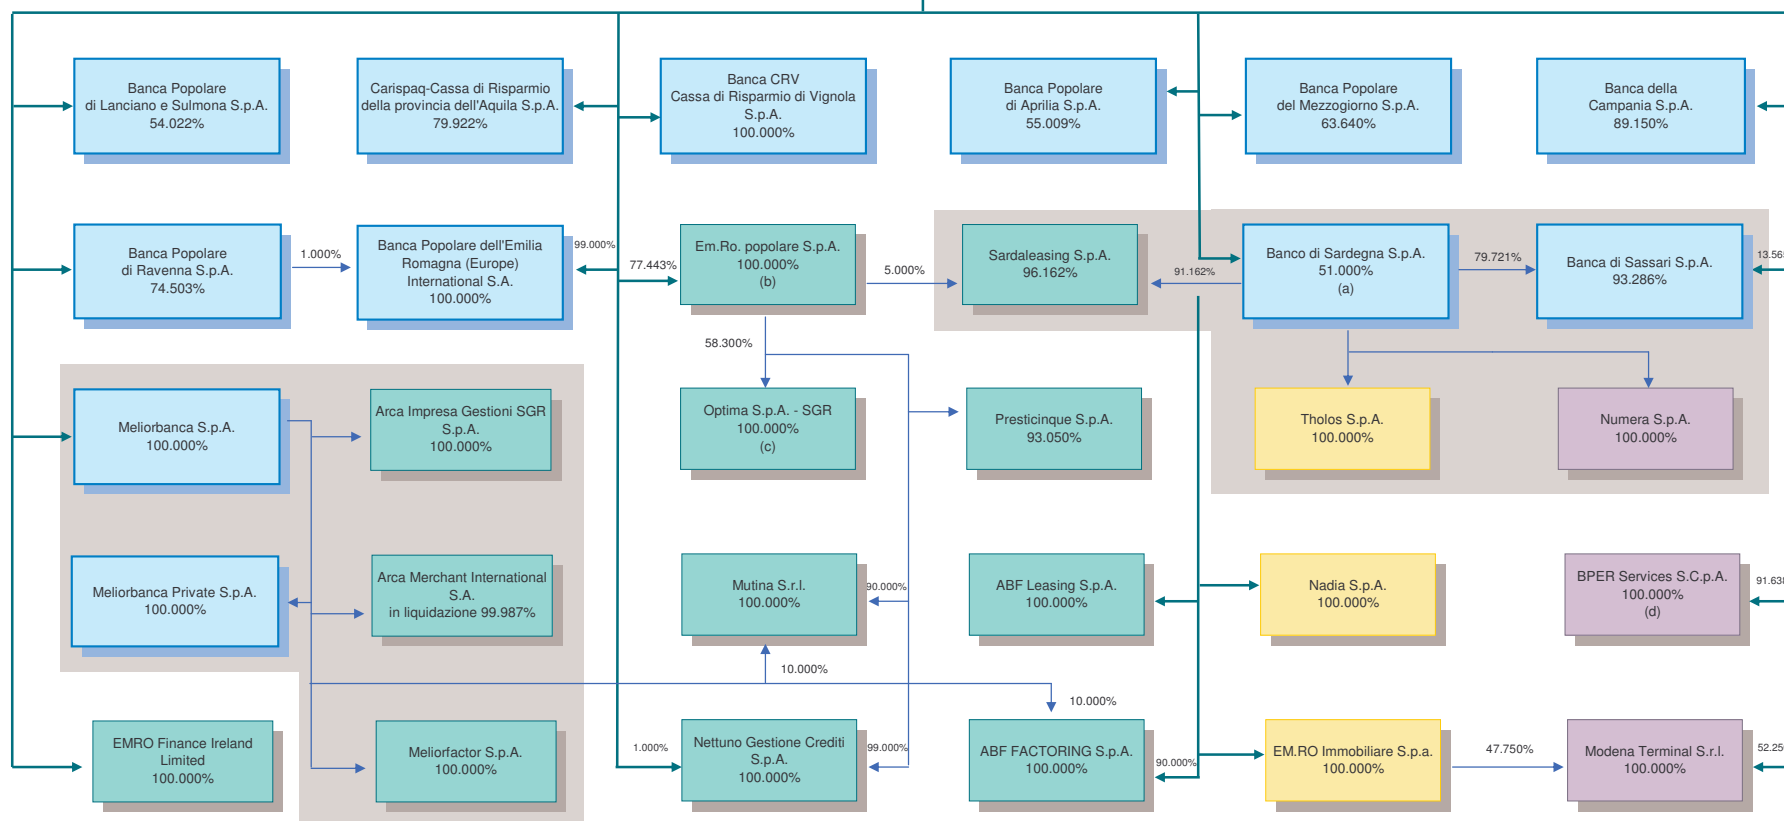 Banca Popolare
di Lanciano e Sulmona S.p.A.
54.022%
Carispaq-Cassa di Risparmio
della provincia dell'Aquila S.p.A.
79.922%
Banca CRV
Cassa di Risparmio di Vignola
S.p.A.
100.000%
Banca Popolare
di Aprilia S.p.A.
55.009%
Banca Popolare
del Mezzogiorno S.p.A.
63.640%
Banca della
Campania S.p.A.
89.150%
Banca Popolare
di Ravenna S.p.A.
74.503%
1.000%
Banca Popolare dell'Emilia
Romagna (Europe)
International S.A.
100.000%
99.000%
77.443%
Em.Ro. popolare S.p.A.
100.000%
(b)
5.000%
Sardaleasing S.p.A.
96.162%
91.162%
Banco di Sardegna S.p.A.
51.000%
(a)
79.721%
Banca di Sassari S.p.A.
93.286%
13.565
58.300%
Meliorbanca S.p.A.
100.000%
Arca Impresa Gestioni SGR
S.p.A.
100.000%
Optima S.p.A. - SGR
100.000%
(c)
Presticinque S.p.A.
93.050%
Tholos S.p.A.
100.000%
Numera S.p.A.
100.000%
Meliorbanca Private S.p.A.
100.000%
Arca Merchant International
S.A.
in liquidazione 99.987%
Mutina S.r.l.
100.000%
90.000%
ABF Leasing S.p.A.
100.000%
Nadia S.p.A.
100.000%
BPER Services S.C.p.A.
100.000%
(d)
91.638
10.000%
10.000%
EMRO Finance Ireland
Limited
100.000%
Meliorfactor S.p.A.
100.000%
1.000%
Nettuno Gestione Crediti
S.p.A.
100.000%
99.000%
ABF FACTORING S.p.A.
100.000%
90.000%
EM.RO Immobiliare S.p.a.
100.000%
47.750%
Modena Terminal S.r.l.
100.000%
52.25